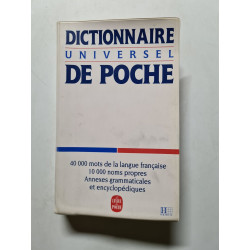 DICTIONNAIRE
UNIVERSEL
DE POCHE
40 000 mots de la langue française
10 000 noms propres
Annexes grammaticales
et encyclopédiques